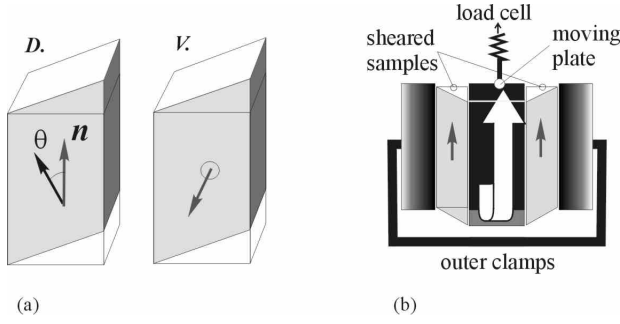 (a)
D.
V.
θ
n
(b)
load cell
sheared
samples
moving
plate
outer clamps
(a)
(b)